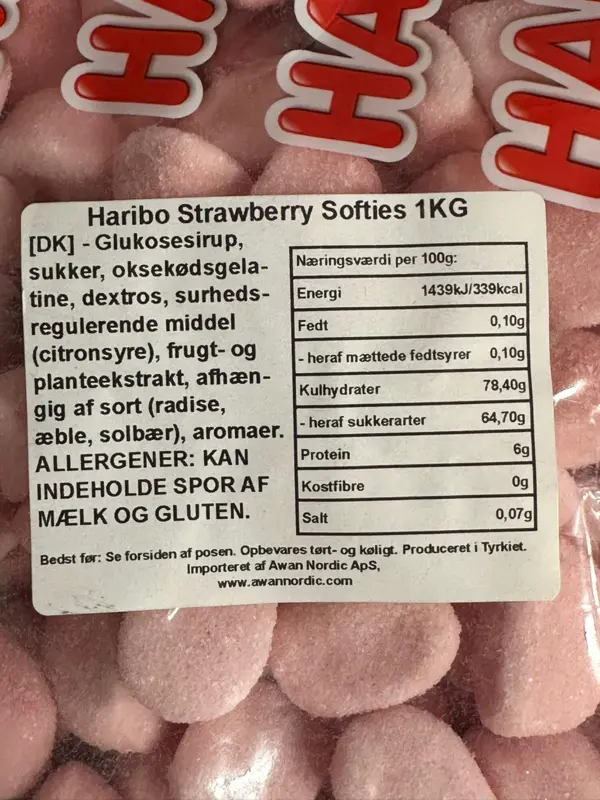 HA
HA
HA
Haribo Strawberry Softies 1KG
[DK] - Glukosesirup,
sukker, oksekødsgela-
tine, dextros, surheds-
regulerende middel
(citronsyre), frugt- og
planteekstrakt, afhæn-
gig af sort (radise,
æble, solbær), aromaer.
ALLERGENER: KAN
INDEHOLDE SPOR AF
MÆLK OG GLUTEN.
Næringsværdi per 100g:
Energi 1439kJ/339kcal
Fedt 0,10g
- heraf mættede fedtsyrer 0,10g
Kulhydrater 78,40g
- heraf sukkerarter 64,70g
Protein 6g
Kostfibre 0g
Salt 0,07g
Bedst før: Se forsiden af posen. Opbevares tørt- og køligt. Produceret i Tyrkiet.
Importeret af Awan Nordic ApS,
www.awannordic.com